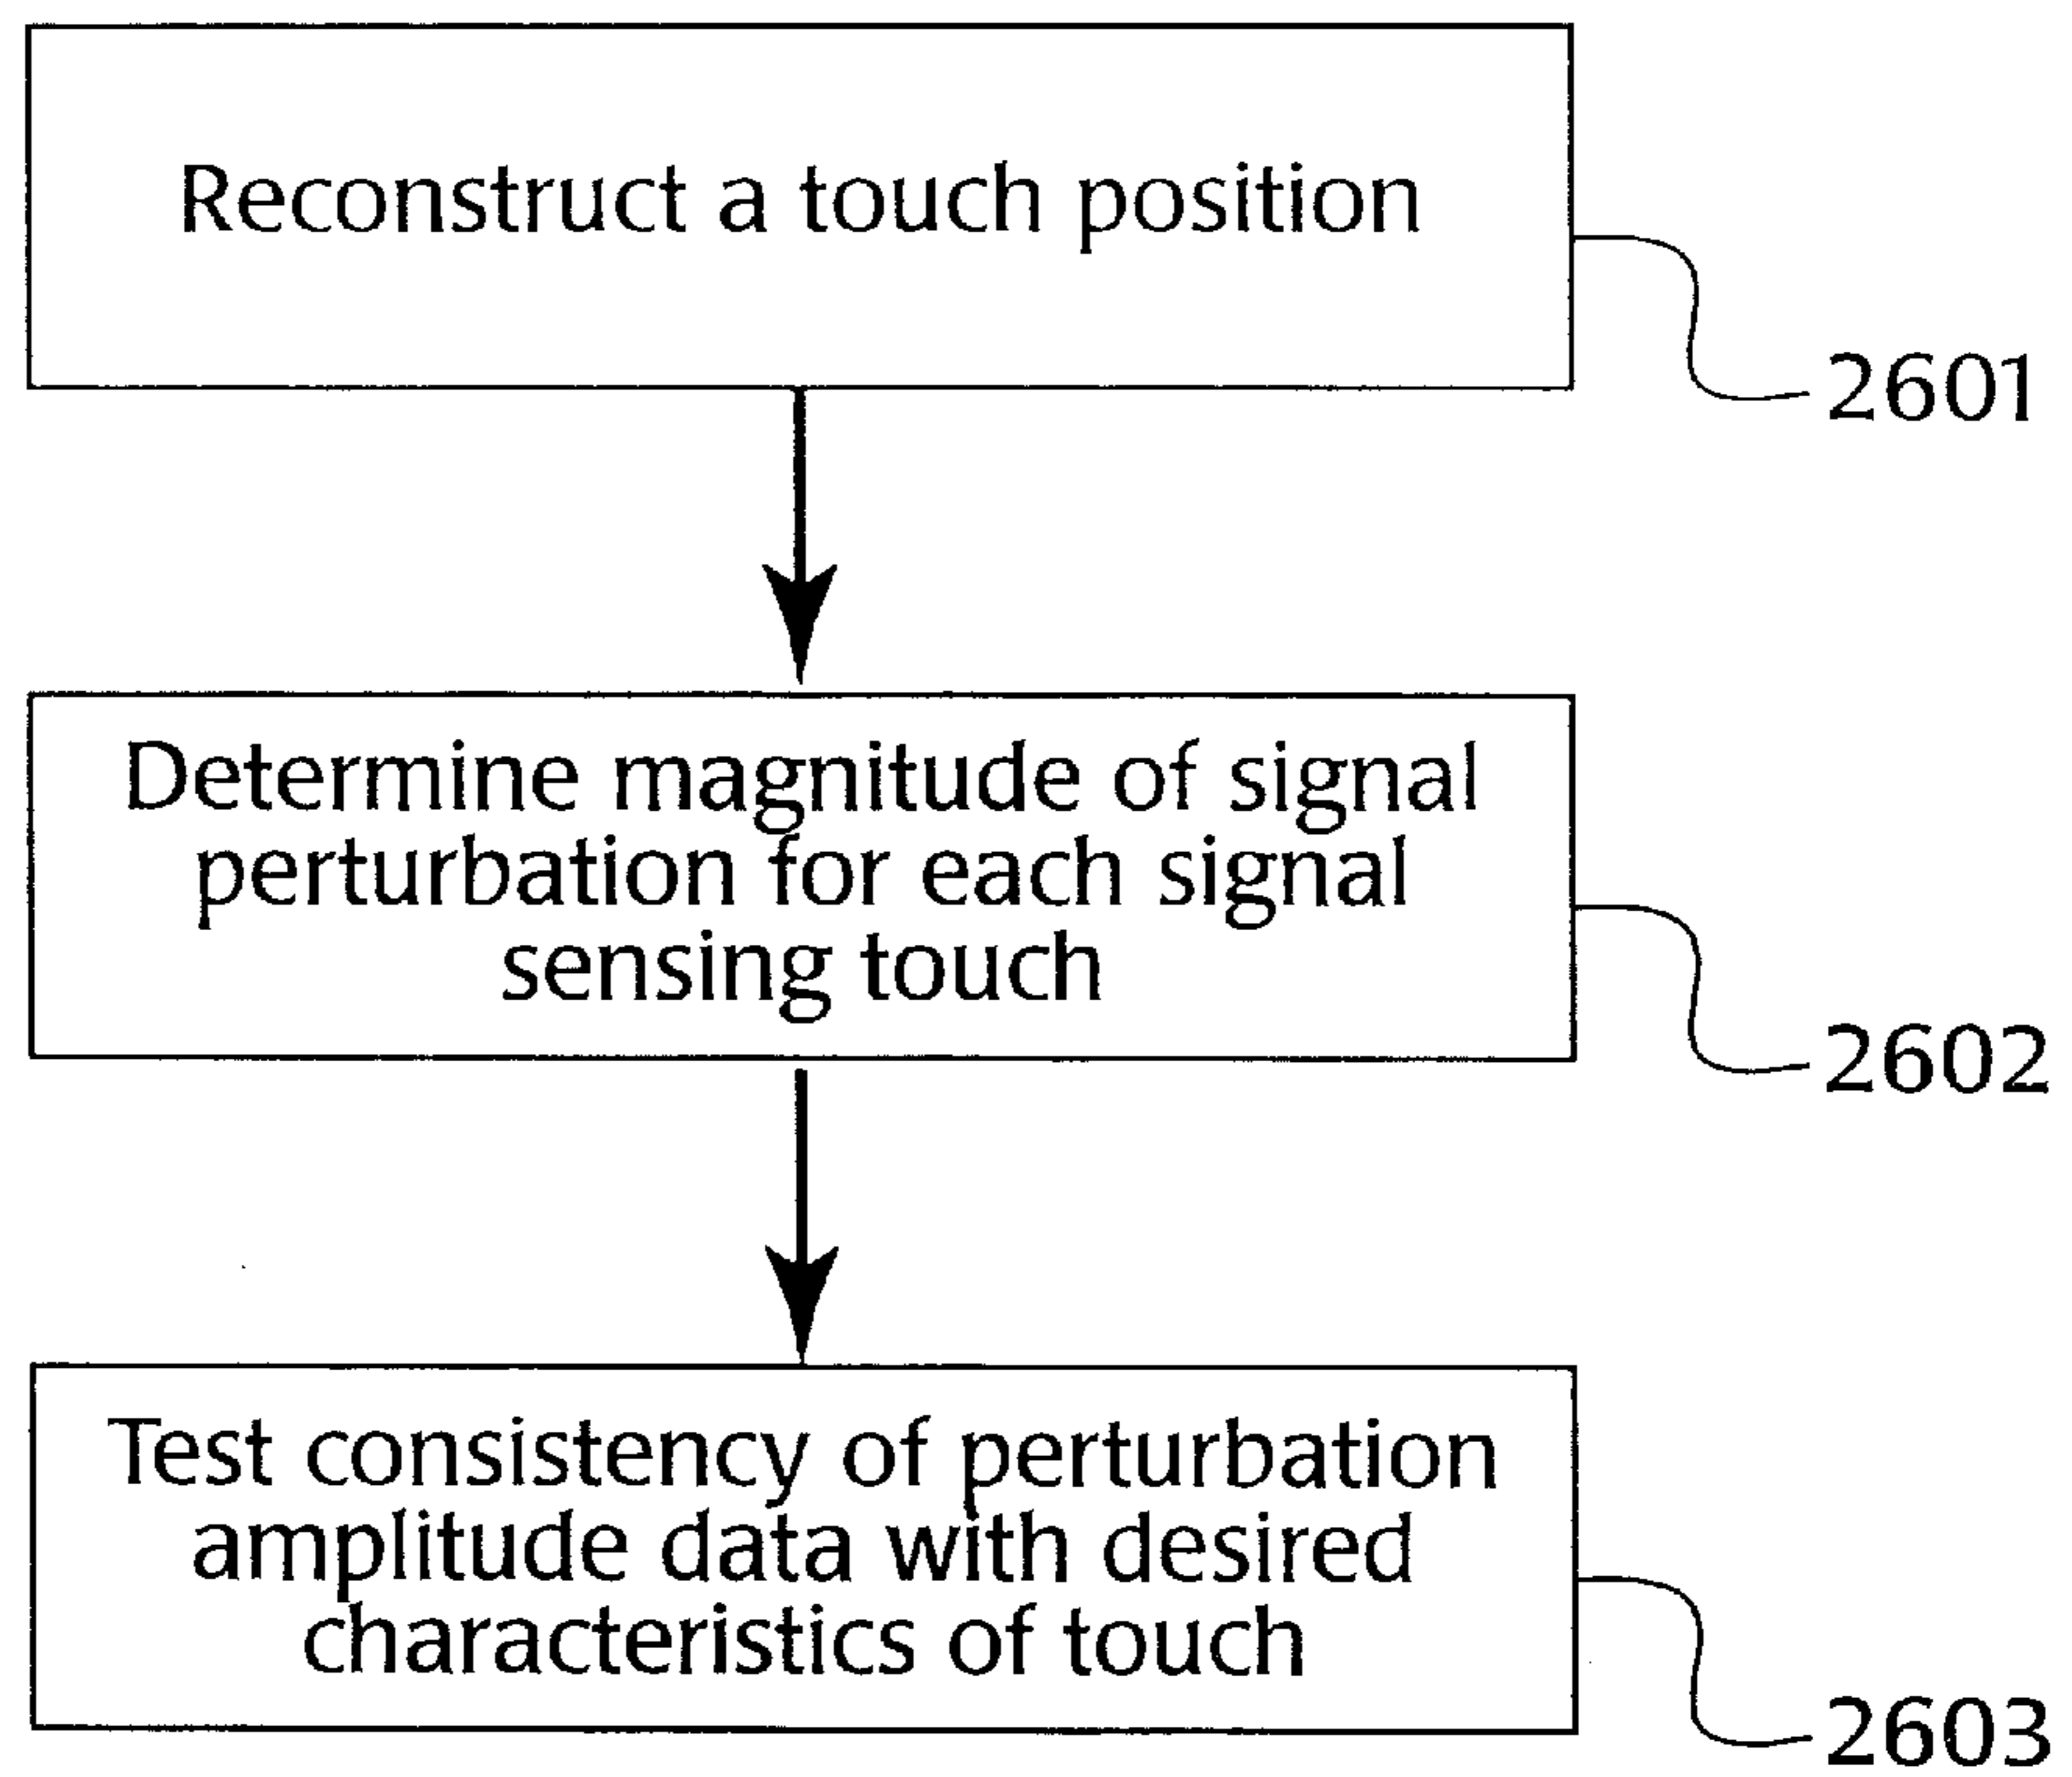 Reconstruct a touch position
2601
Determine magnitude of signal
perturbation for each signal
sensing touch
2602
Test consistency of perturbation
amplitude data with desired
characteristics of touch
2603